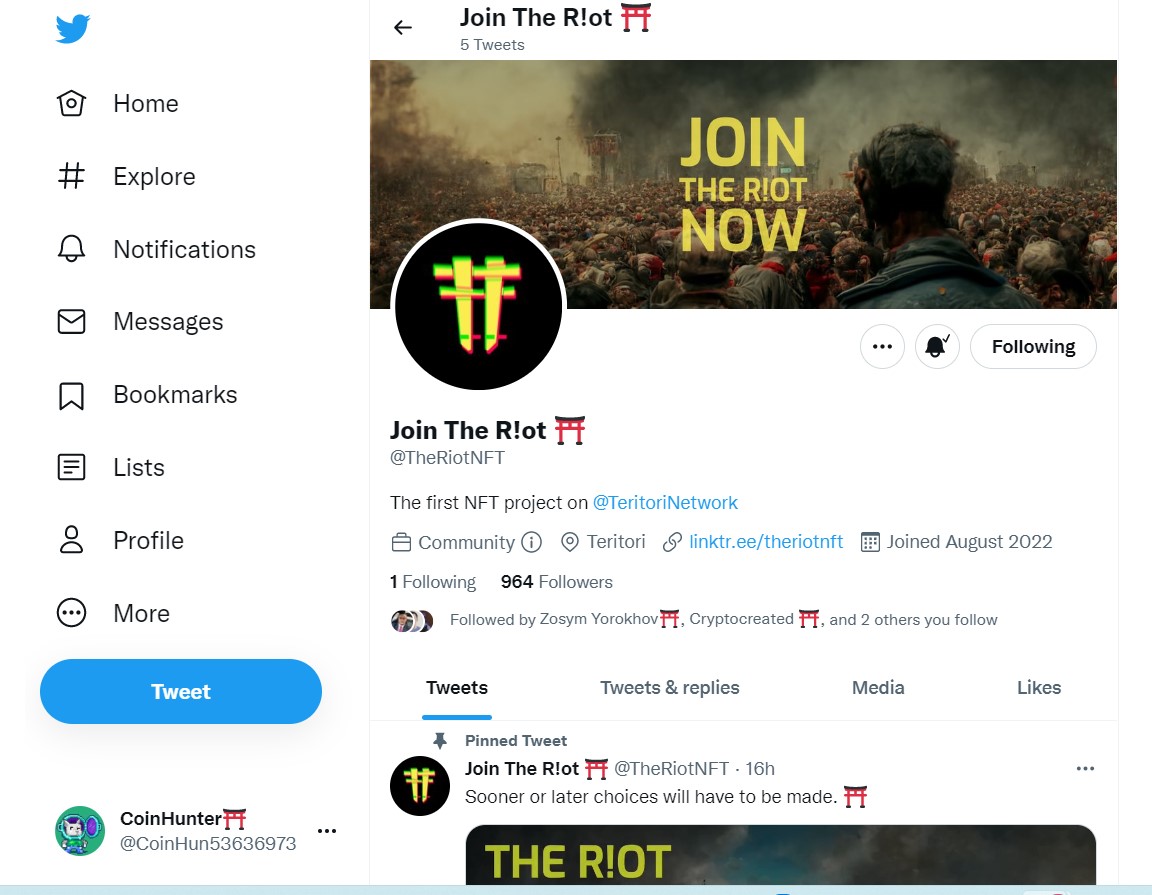 Join The R!ot ⛩️
5 Tweets
Home
Explore
Notifications
Messages
Bookmarks
Lists
Profile
More
Tweet
CoinHunter⛩️
@CoinHun53636973
JOIN
THE R!OT
NOW
Following
Join The R!ot ⛩️
@TheRiotNFT
The first NFT project on @TeritoriNetwork
Community Teritori linktr.ee/theriotnft Joined August 2022
1 Following 964 Followers
Followed by Zosym Yorokhov⛩️, Cryptocreated ⛩️, and 2 others you follow
Tweets Tweets & replies Media Likes
Pinned Tweet
Join The R!ot ⛩️ @TheRiotNFT · 16h
Sooner or later choices will have to be made. ⛩️
THE R!OT